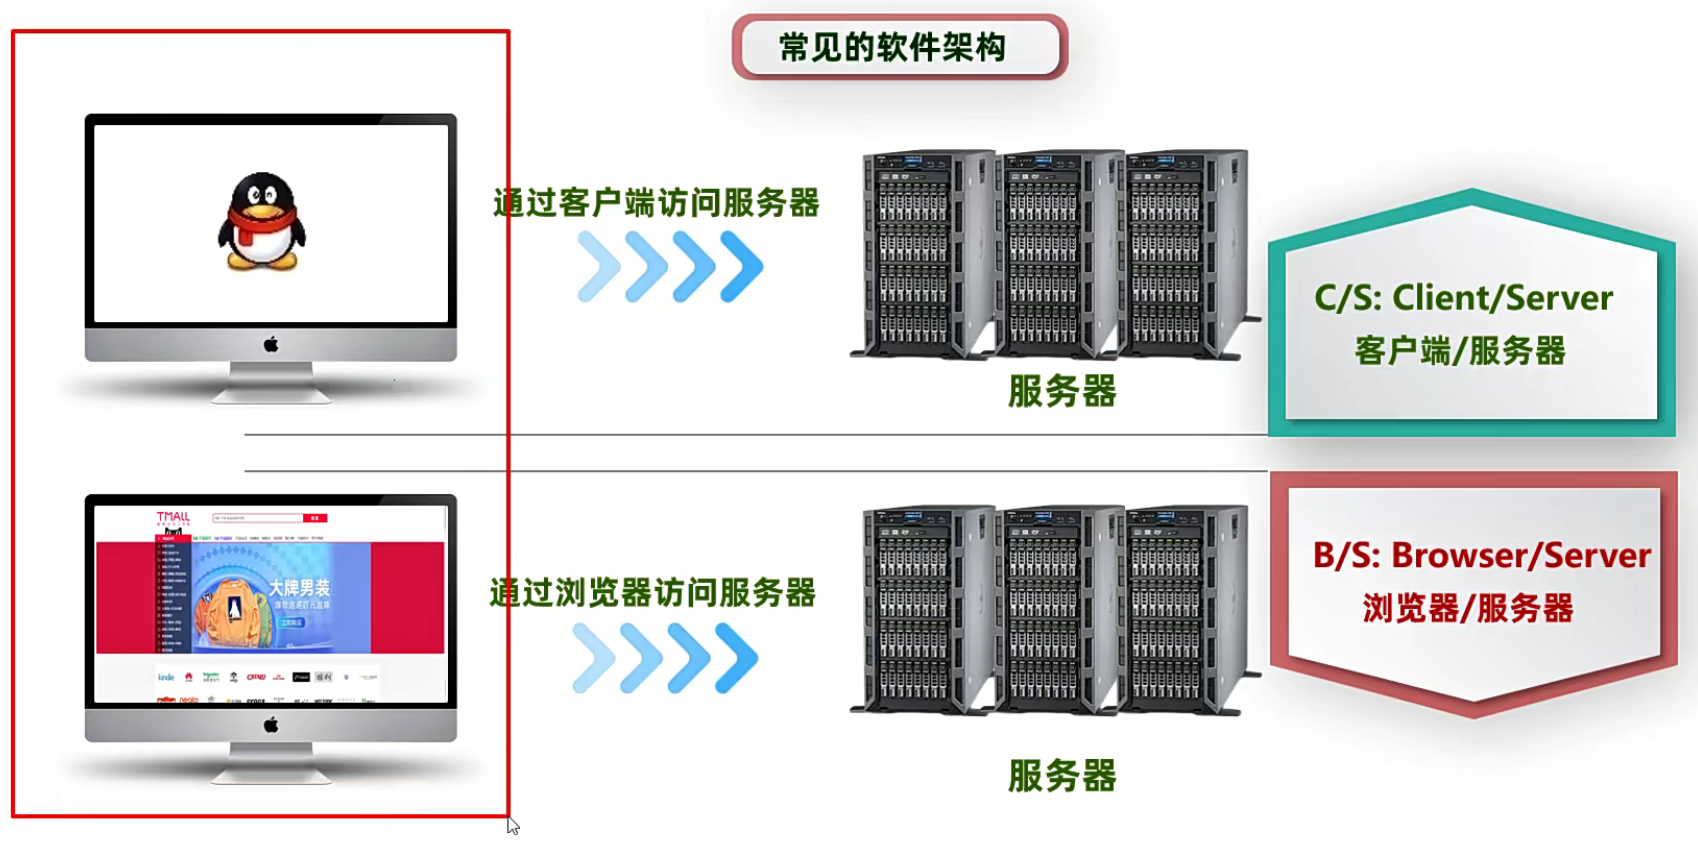 常见的软件架构
通过客户端访问服务器
服务器
C/S: Client/Server
客户端/服务器
TMALL
大牌男装
kindle
通过浏览器访问服务器
服务器
B/S: Browser/Server
浏览器/服务器